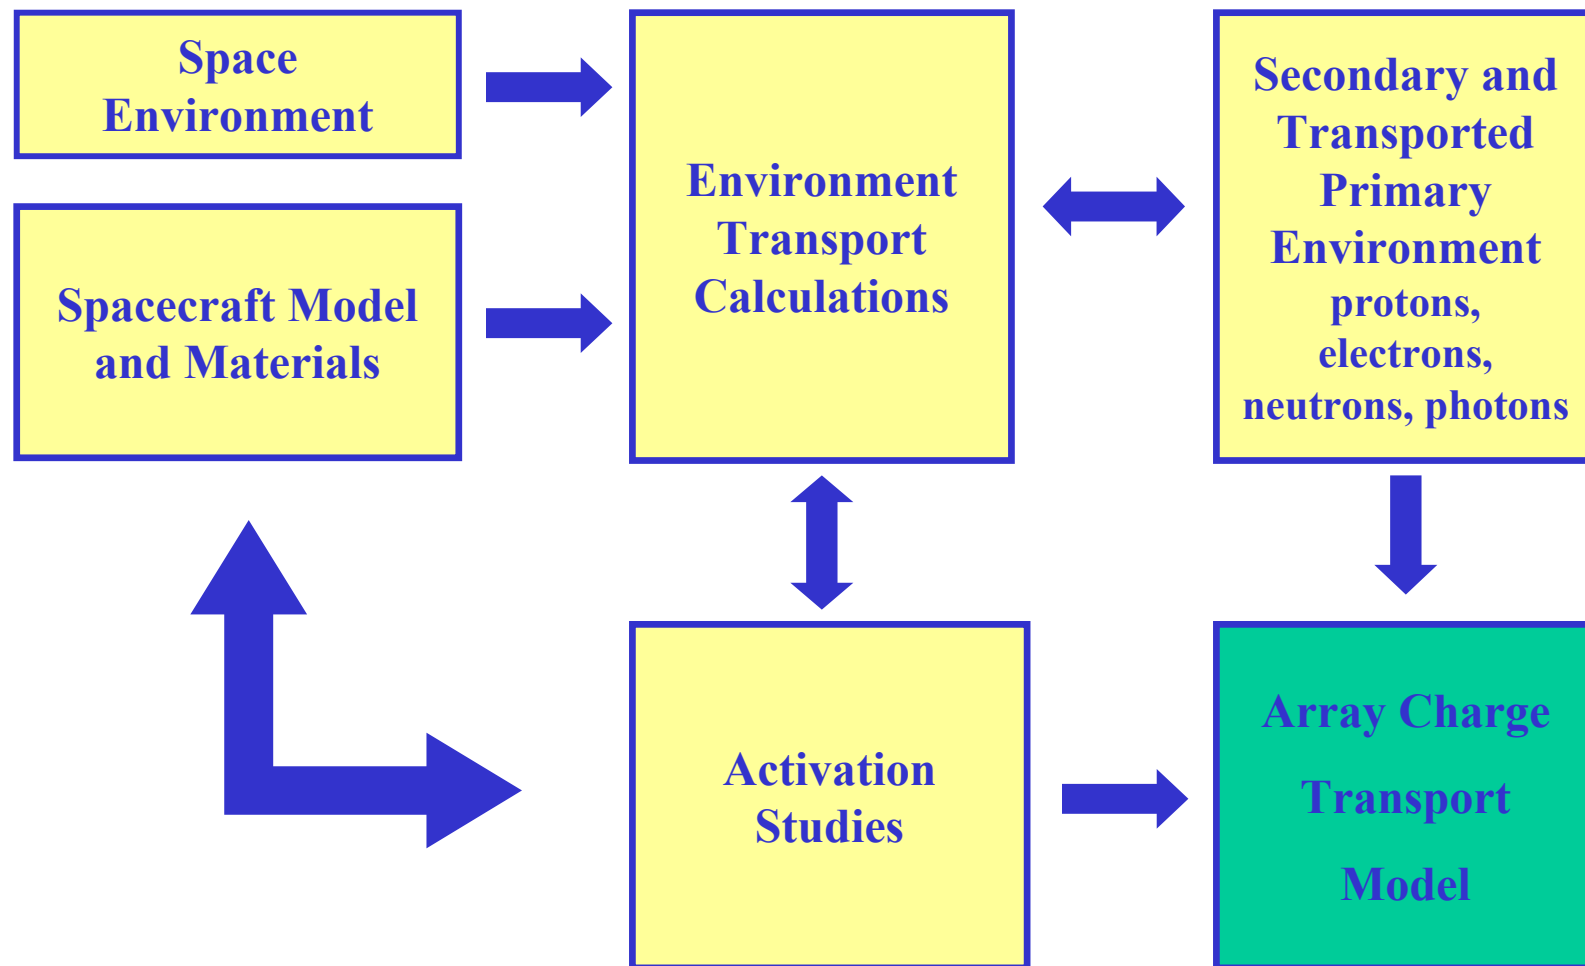 Space
Environment
Spacecraft Model
and Materials
Environment
Transport
Calculations
Secondary and
Transported
Primary
Environment
protons,
electrons,
neutrons, photons
Activation
Studies
Array Charge
Transport
Model